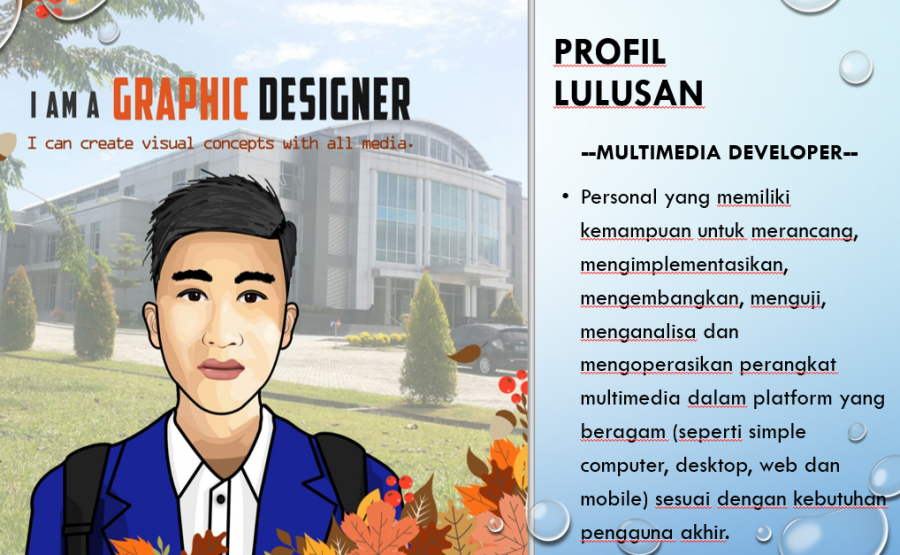 I AM A GRAPHIC DESIGNER
I can create visual concepts with all media.
PROFIL
LULUSAN
--MULTIMEDIA DEVELOPER--
• Personal yang memiliki
kemampuan untuk merancang,
mengimplementasikan,
mengembangkan, menguji,
menganalisa dan
mengoperasikan perangkat
multimedia dalam platform yang
beragam (seperti simple
computer, desktop, web dan
mobile) sesuai dengan kebutuhan
pengguna akhir.